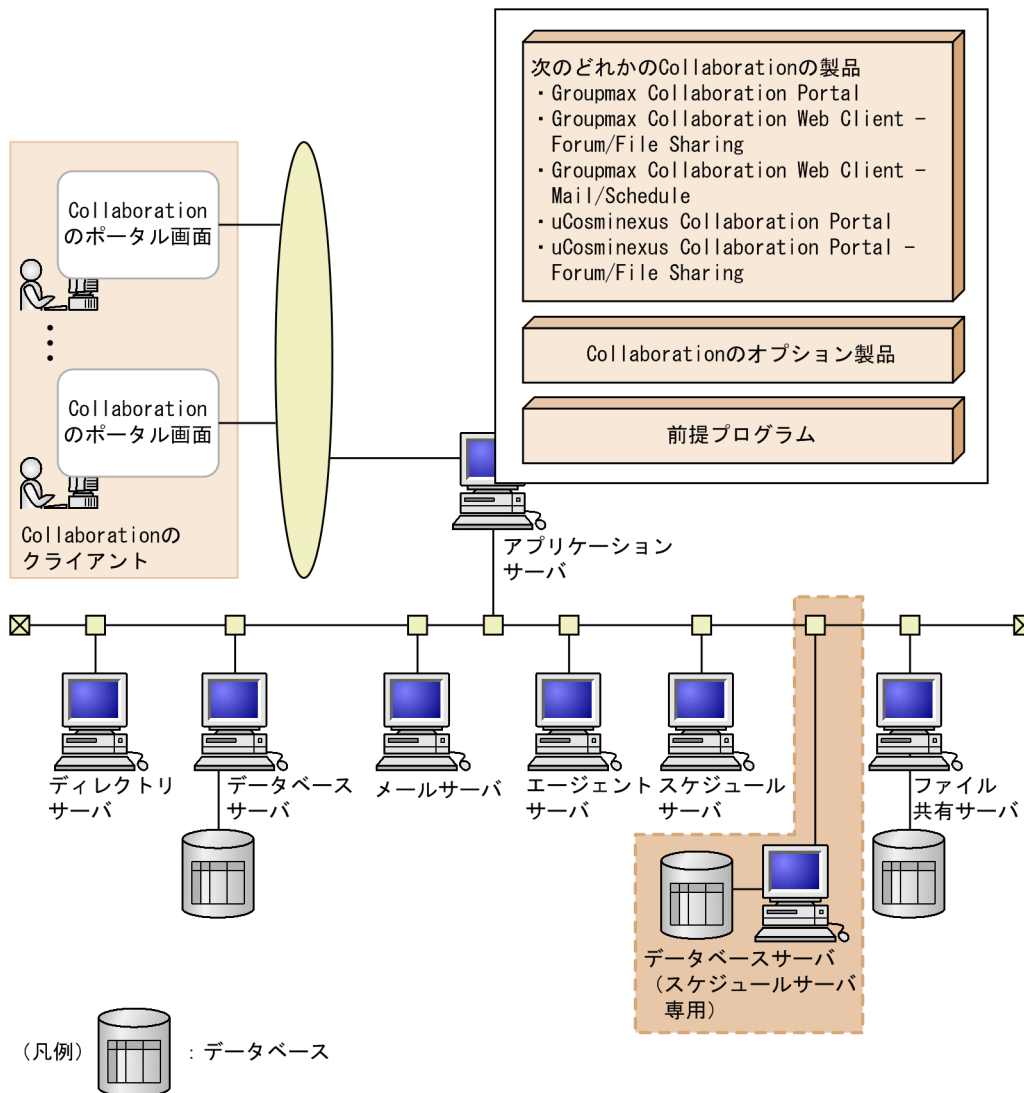 次のどれかのCollaborationの製品
・Groupmax Collaboration Portal
・Groupmax Collaboration Web Client －
Forum/File Sharing
・Groupmax Collaboration Web Client －
Mail/Schedule
・uCosminexus Collaboration Portal
・uCosminexus Collaboration Portal －
Forum/File Sharing
Collaborationのオプション製品
前提プログラム
Collaboration
のポータル画面
Collaboration
のポータル画面
Collaborationの
クライアント
アプリケーション
サーバ
ディレクトリ
サーバ
データベース
サーバ
メールサーバ
エージェント
サーバ
スケジュール
サーバ
ファイル
共有サーバ
データベースサーバ
（スケジュールサーバ
専用）
（凡例）
：データベース